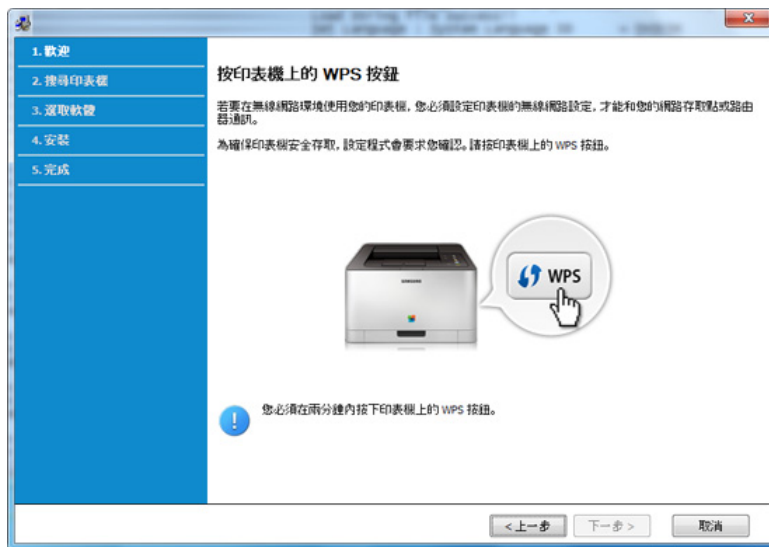 1. 歡迎
2. 搜尋印表機
3. 選取軟體
4. 安裝
5. 完成
按印表機上的 WPS 按鈕
若要在無線網路環境使用您的印表機, 您必須設定印表機的無線網路設定, 才能和您的網路存取點或路由
器通訊。
為確保印表機安全存取, 設定程式會要求您確認。請按印表機上的 WPS 按鈕。
SAMSUNG
WPS
您必須在兩分鐘內按下印表機上的 WPS 按鈕。
< 上一步
下一步 >
取消